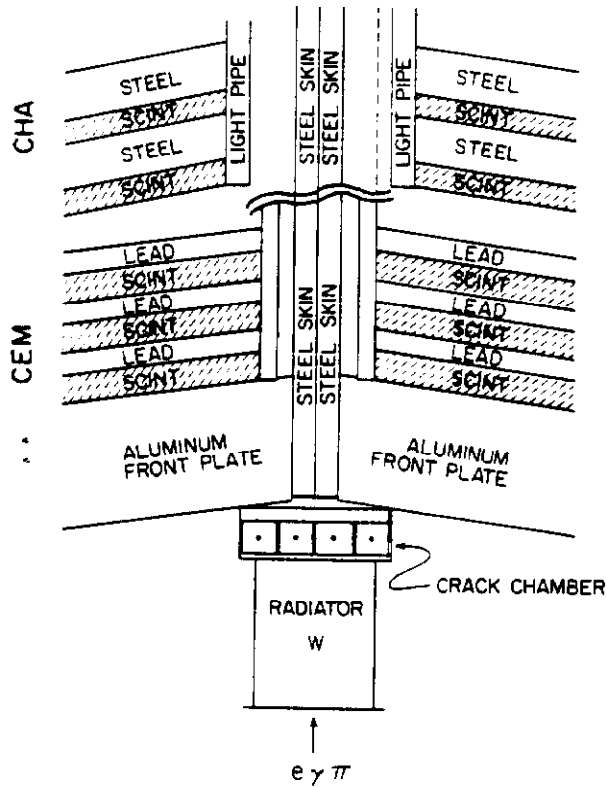 CHA
STEEL
SCINT
STEEL
SCINT
LIGHT PIPE
STEEL SKIN
STEEL SKIN
LIGHT PIPE
STEEL
SCINT
STEEL
SCINT
CEM
LEAD
SCINT
LEAD
SCINT
LEAD
SCINT
STEEL SKIN
STEEL SKIN
LEAD
SCINT
LEAD
SCINT
LEAD
SCINT
ALUMINUM
FRONT PLATE
ALUMINUM
FRONT PLATE
CRACK CHAMBER
RADIATOR
W
e γ π